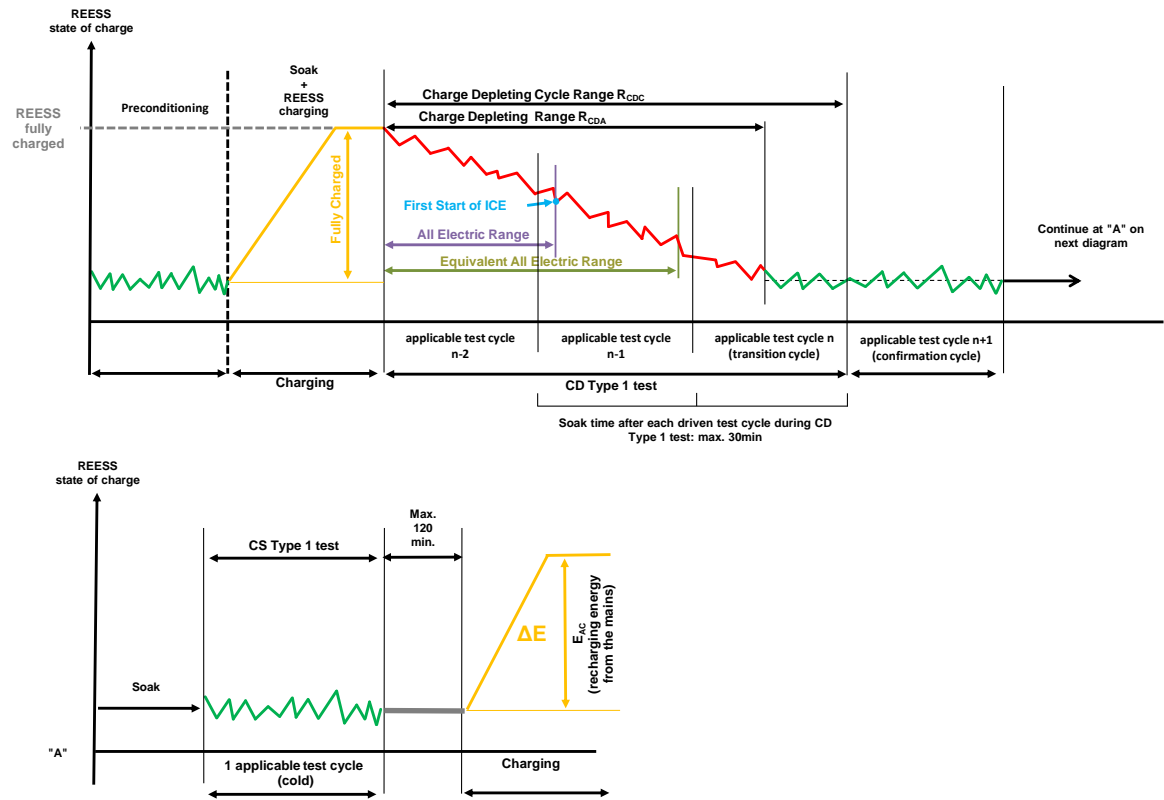 REESS
state of charge
Preconditioning
Soak
+
REESS
charging
REESS
fully
charged
Fully Charged
Charge Depleting Cycle Range RCDC
Charge Depleting Range RCDA
First Start of ICE
All Electric Range
Equivalent All Electric Range
Continue at "A" on
next diagram
applicable test cycle
n-2
applicable test cycle
n-1
applicable test cycle n
(transition cycle)
applicable test cycle n+1
(confirmation cycle)
Charging
CD Type 1 test
Soak time after each driven test cycle during CD
Type 1 test: max. 30min
REESS
state of charge
CS Type 1 test
Max.
120
min.
Soak
ΔE
EAC
(recharging energy
from the mains)
"A"
1 applicable test cycle
(cold)
Charging